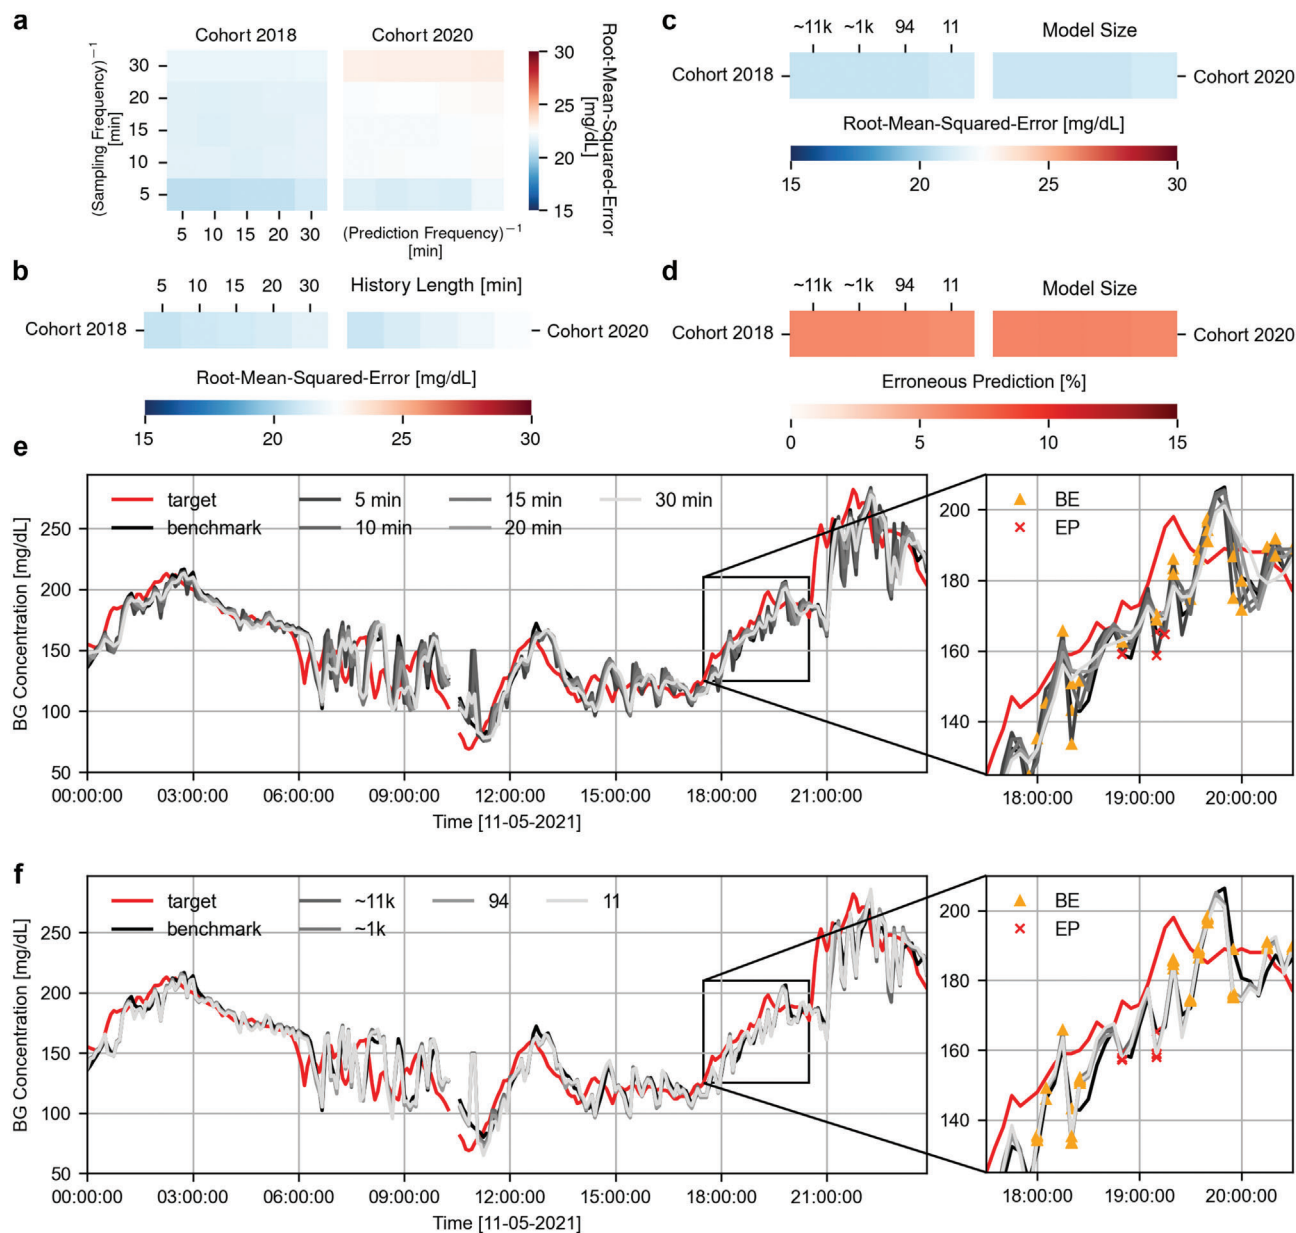 a
Cohort 2018
Cohort 2020
(Sampling Frequency)⁻¹
[min]
30
20
15
10
5
5 10 20 30
(Prediction Frequency)⁻¹
[min]
30
25
20
15
Root-Mean-Squared-Error
[mg/dL]
b
5 10 15 20 30
History Length [min]
Cohort 2018
Cohort 2020
Root-Mean-Squared-Error [mg/dL]
15 20 25 30
c
~11k ~1k 94 11
Model Size
Cohort 2018
Cohort 2020
Root-Mean-Squared-Error [mg/dL]
15 20 25 30
d
~11k ~1k 94 11
Model Size
Cohort 2018
Cohort 2020
Erroneous Prediction [%]
0 5 10 15
e
BG Concentration [mg/dL]
250
200
150
100
50
target 5 min 15 min 30 min
benchmark 10 min 20 min
00:00:00 03:00:00 06:00:00 09:00:00 12:00:00 15:00:00 18:00:00 21:00:00
Time [11-05-2021]
200
180
160
140
BE
EP
18:00:00 19:00:00 20:00:00
f
BG Concentration [mg/dL]
250
200
150
100
50
target ~11k 94 11
benchmark ~1k
00:00:00 03:00:00 06:00:00 09:00:00 12:00:00 15:00:00 18:00:00 21:00:00
Time [11-05-2021]
200
180
160
140
BE
EP
18:00:00 19:00:00 20:00:00